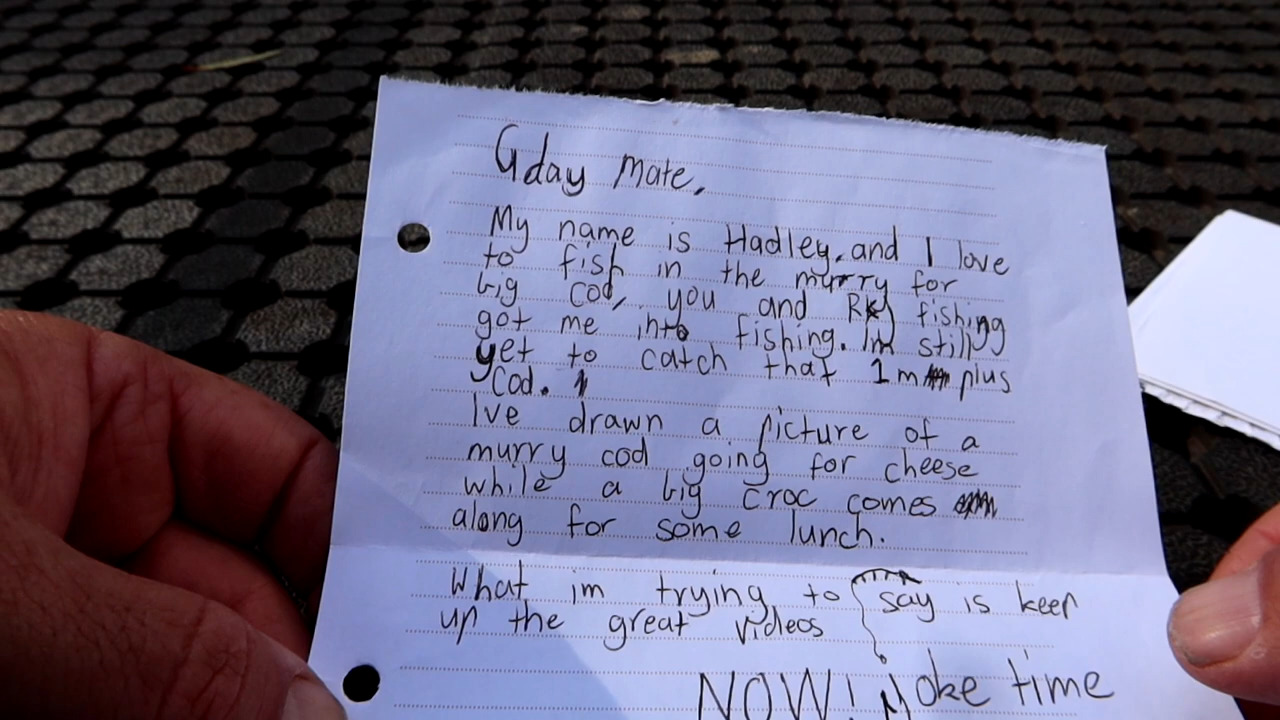 Gday Mate,
My name is Hadley, and I love
to fish in the murry for
big cod, you and Rkj fishing
got me into fishing. Im still
yet to catch that 1m plus
Cod.
Ive drawn a picture of a
murry cod going for cheese
while a big croc comes
along for some lunch.
What im trying to say is keep
up the great videos
NOW! Joke time